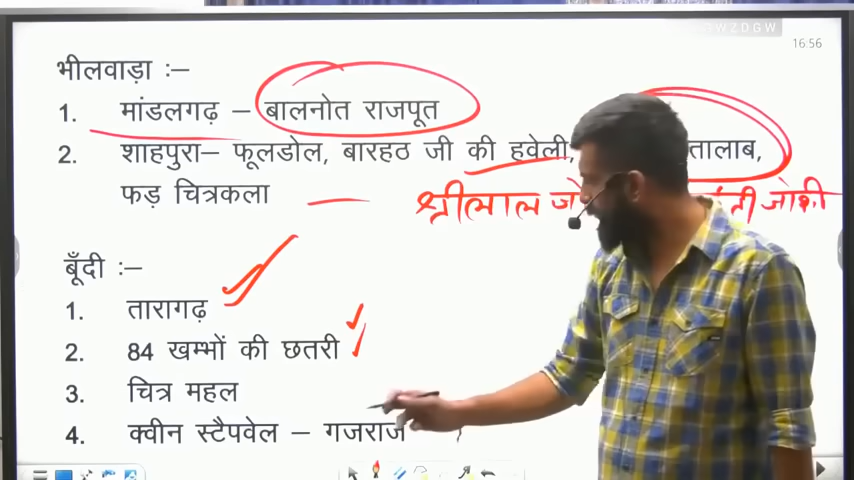 WZDGW
16:56
भीलवाड़ा :–
1. मांडलगढ़ – बालनोत राजपूत
2. शाहपुरा– फूलडोल, बारहठ जी की हवेली, तालाब,
फड़ चित्रकला — श्रीलाल जो जोशी
बूँदी :–
1. तारागढ़
2. 84 खम्भों की छतरी
3. चित्र महल
4. क्वीन स्टैपवेल – गजराज